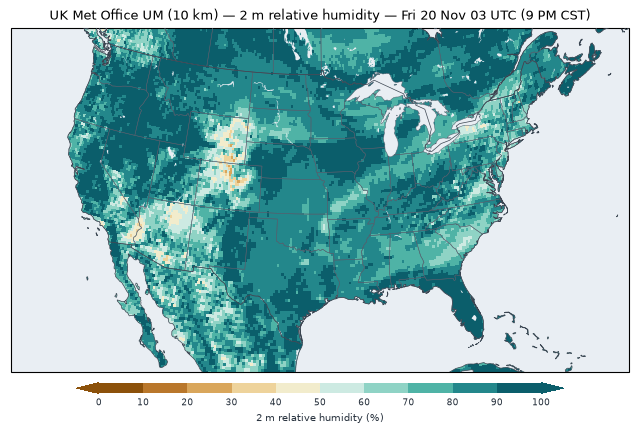 UK Met Office UM (10 km) — 2 m relative humidity — Fri 20 Nov 03 UTC (9 PM CST)
0 10 20 30 40 50 60 70 80 90 100
2 m relative humidity (%)